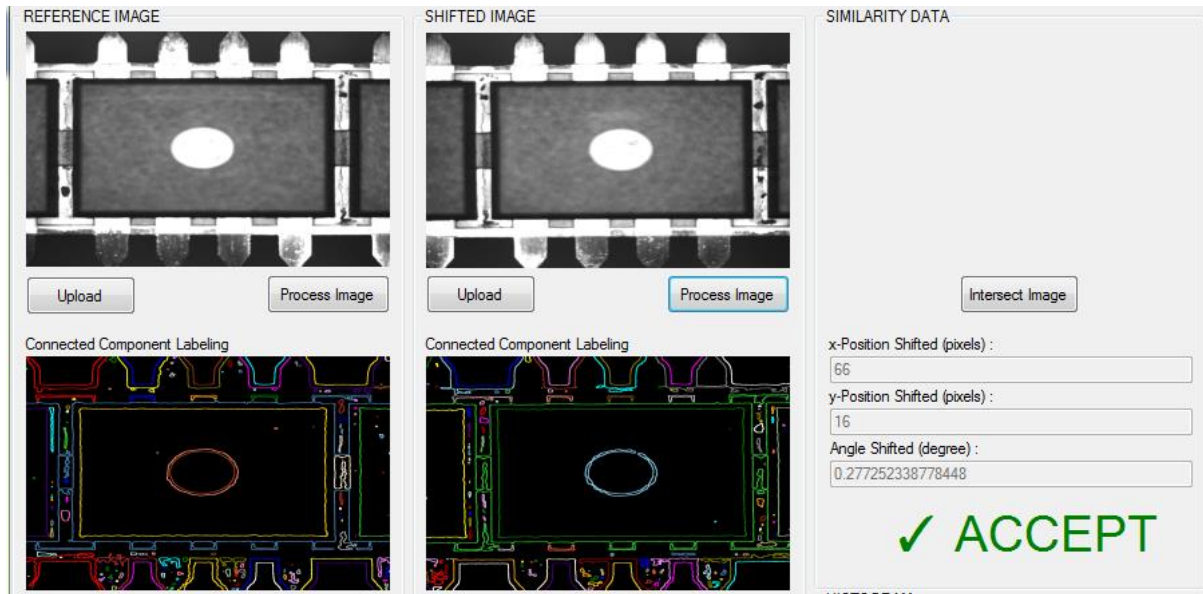 REFERENCE IMAGE
SHIFTED IMAGE
SIMILARITY DATA
Upload
Process Image
Upload
Process Image
Intersect Image
Connected Component Labeling
Connected Component Labeling
x-Position Shifted (pixels) :
66
y-Position Shifted (pixels) :
16
Angle Shifted (degree) :
0.277252338778448
✓ ACCEPT